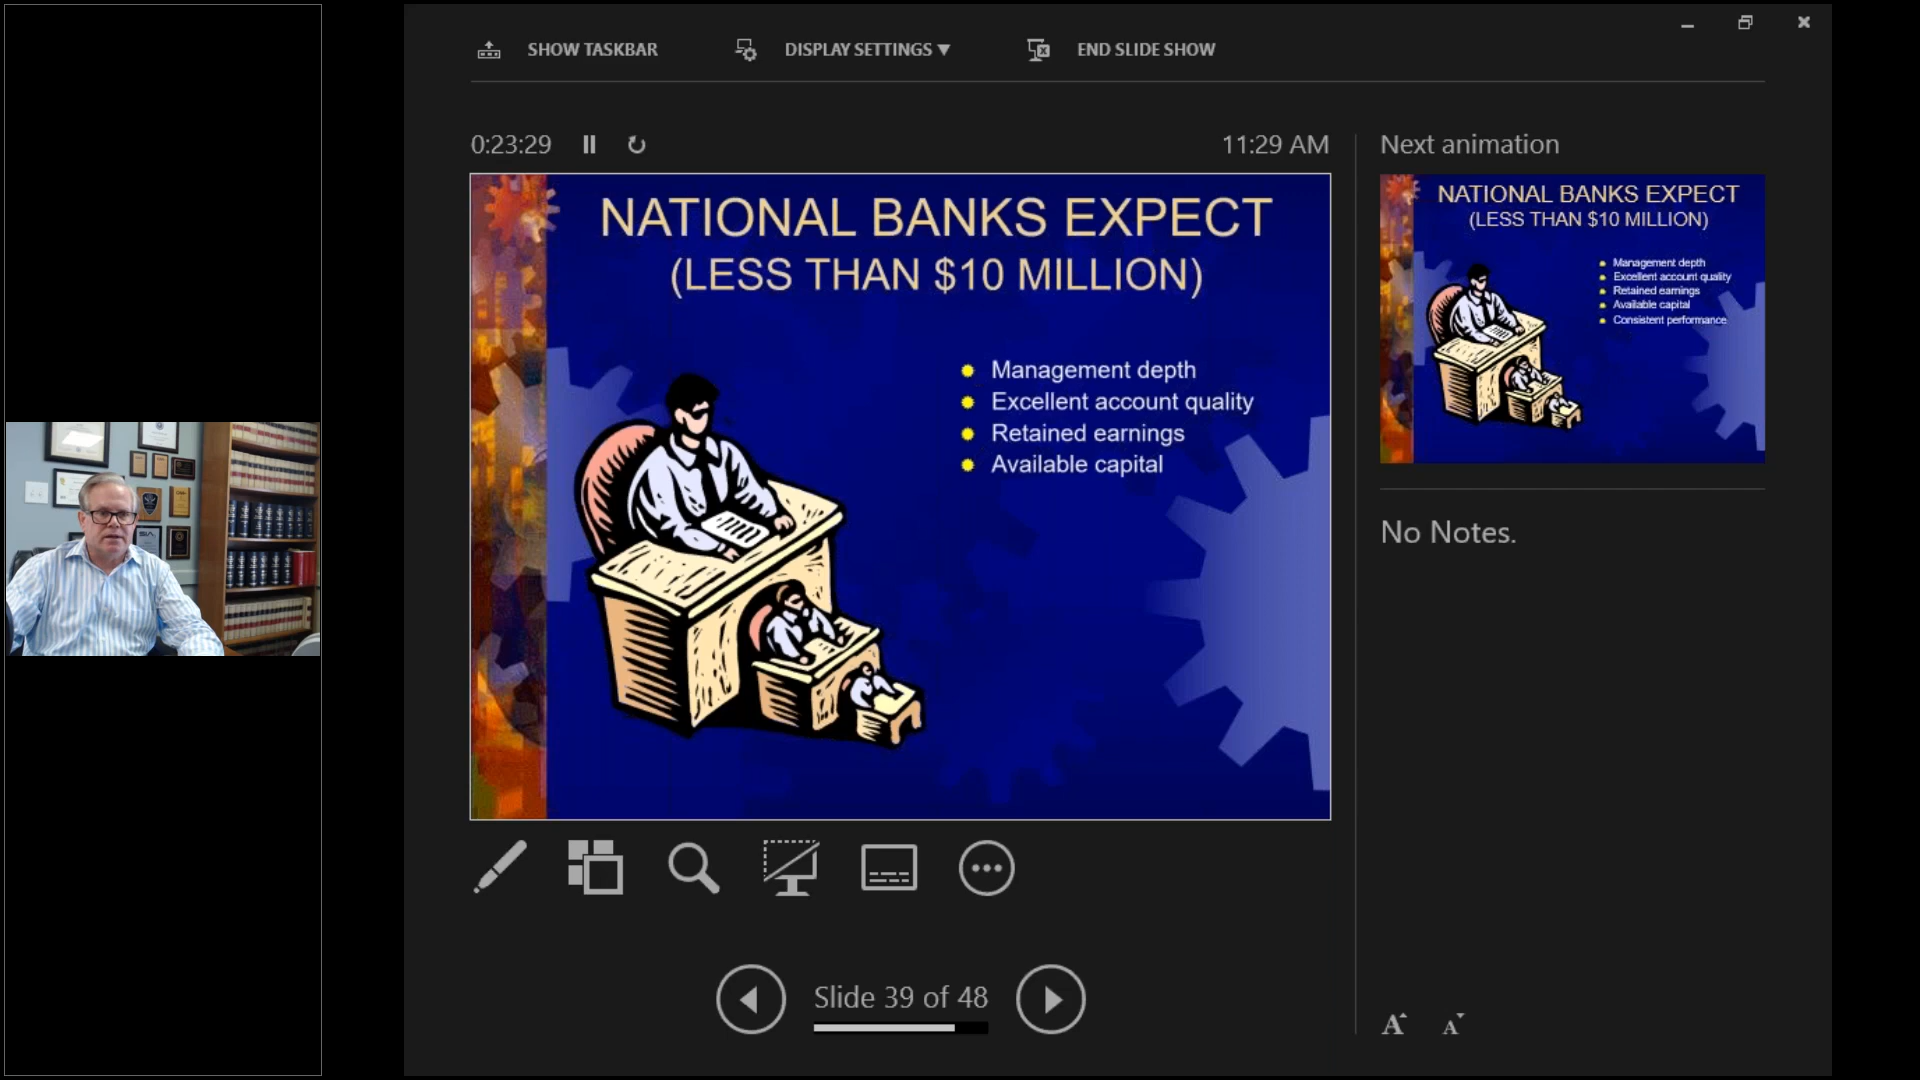 SHOW TASKBAR
DISPLAY SETTINGS ▼
END SLIDE SHOW
0:23:29
11:29 AM
Next animation
NATIONAL BANKS EXPECT
(LESS THAN $10 MILLION)
Management depth
Excellent account quality
Retained earnings
Available capital
NATIONAL BANKS EXPECT
(LESS THAN $10 MILLION)
Management depth
Excellent account quality
Retained earnings
Available capital
Consistent performance
No Notes.
Slide 39 of 48
A
A